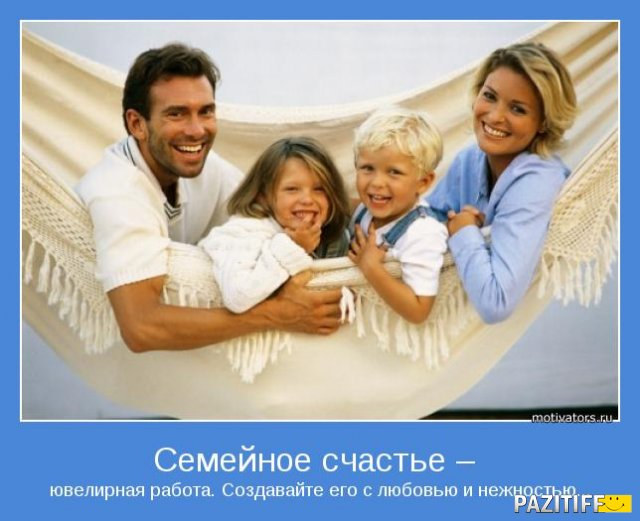 motivators.ru
Семейное счастье –
ювелирная работа. Создавайте его с любовью и нежностью.
PAZITIFF